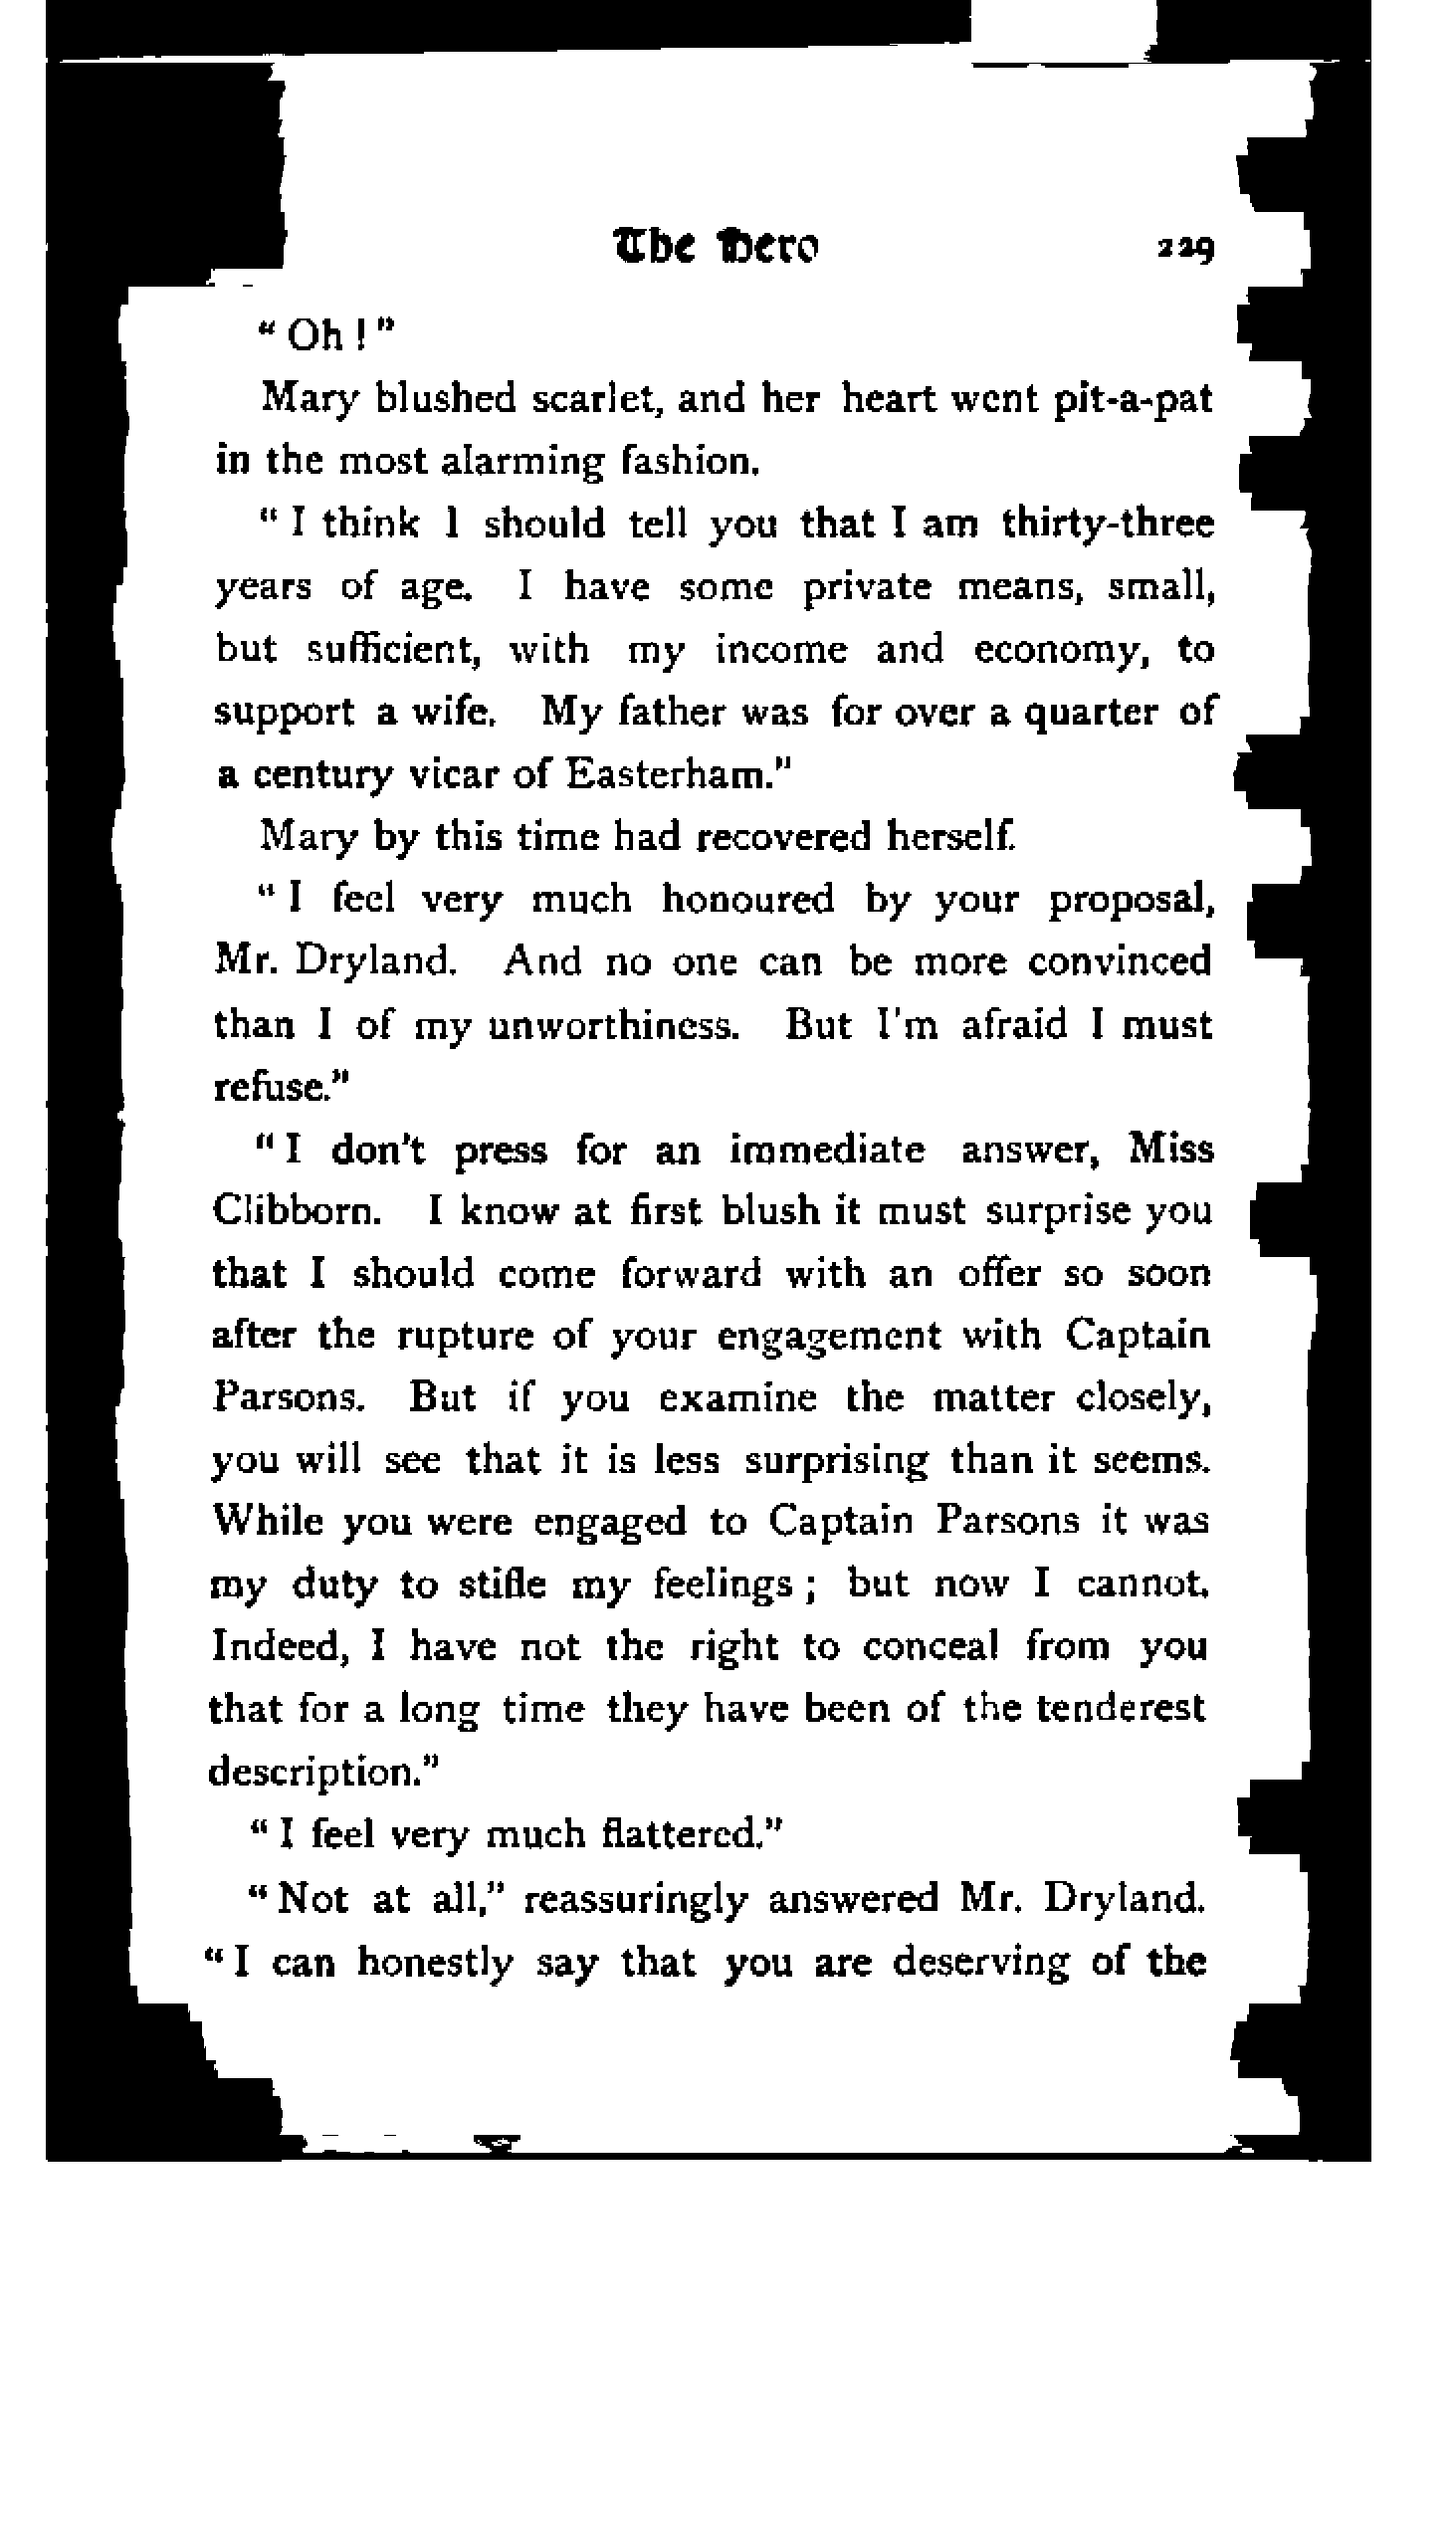 The Hero 229
" Oh ! "
Mary blushed scarlet, and her heart went pit-a-pat
in the most alarming fashion.
" I think I should tell you that I am thirty-three
years of age. I have some private means, small,
but sufficient, with my income and economy, to
support a wife. My father was for over a quarter of
a century vicar of Easterham."
Mary by this time had recovered herself.
" I feel very much honoured by your proposal,
Mr. Dryland. And no one can be more convinced
than I of my unworthiness. But I'm afraid I must
refuse."
" I don't press for an immediate answer, Miss
Clibborn. I know at first blush it must surprise you
that I should come forward with an offer so soon
after the rupture of your engagement with Captain
Parsons. But if you examine the matter closely,
you will see that it is less surprising than it seems.
While you were engaged to Captain Parsons it was
my duty to stifle my feelings ; but now I cannot.
Indeed, I have not the right to conceal from you
that for a long time they have been of the tenderest
description."
" I feel very much flattered."
" Not at all," reassuringly answered Mr. Dryland.
" I can honestly say that you are deserving of the